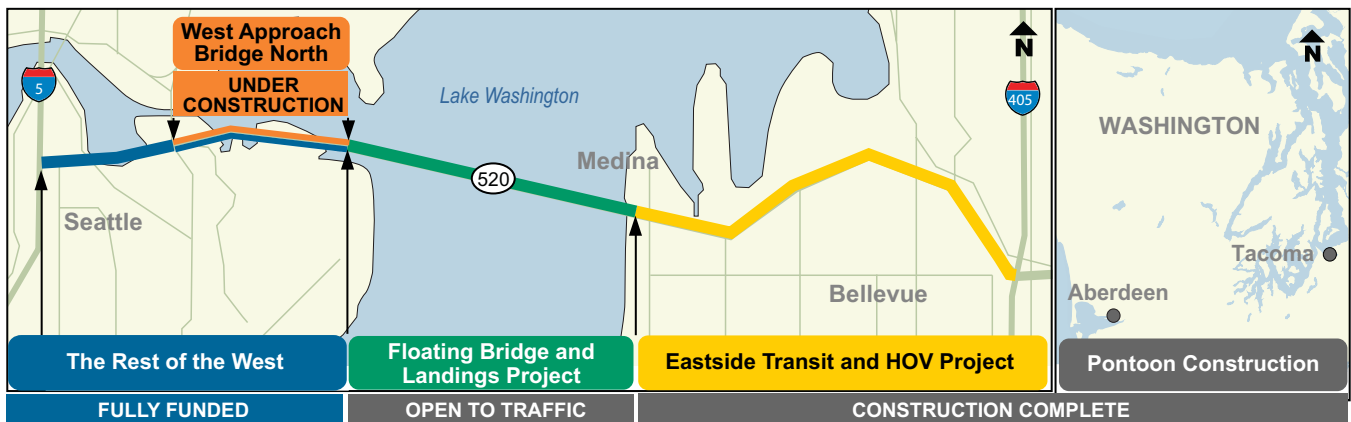 West Approach
Bridge North
UNDER
CONSTRUCTION
5
Lake Washington
N
405
520
Medina
Seattle
Bellevue
N
WASHINGTON
Tacoma
Aberdeen
The Rest of the West
Floating Bridge and
Landings Project
Eastside Transit and HOV Project
Pontoon Construction
FULLY FUNDED
OPEN TO TRAFFIC
CONSTRUCTION COMPLETE